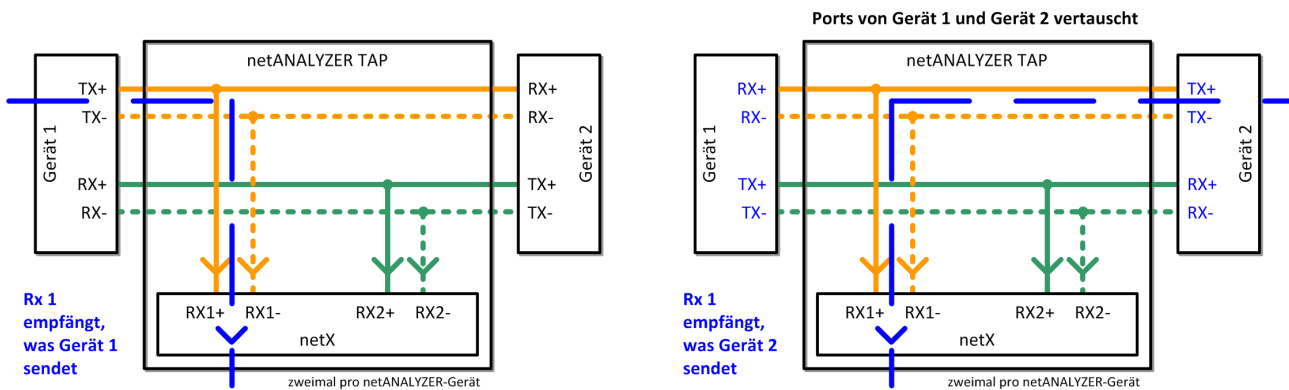 netANALYZER TAP
Gerät 1
TX+
TX-
RX+
RX-
RX+
RX-
TX+
TX-
Gerät 2
Rx 1
empfängt,
was Gerät 1
sendet
RX1+ RX1- RX2+ RX2-
netX
zweimal pro netANALYZER-Gerät
Ports von Gerät 1 und Gerät 2 vertauscht
netANALYZER TAP
Gerät 1
RX+
RX-
TX+
TX-
TX+
TX-
RX+
RX-
Gerät 2
Rx 1
empfängt,
was Gerät 2
sendet
RX1+ RX1- RX2+ RX2-
netX
zweimal pro netANALYZER-Gerät